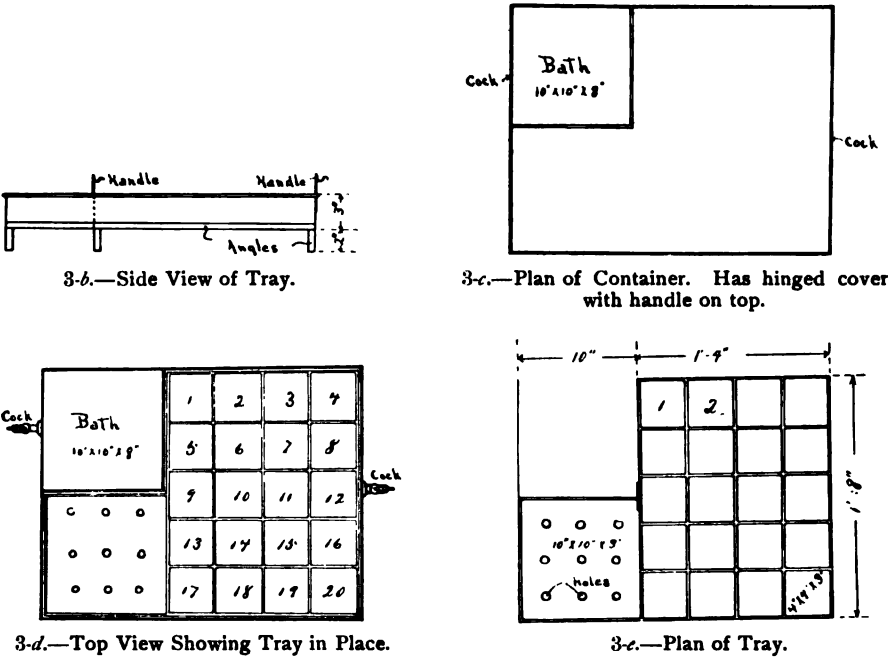 Handle
Handle
3"
2"
Angles
3-b.—Side View of Tray.
Bath
10"x10"x8"
Cock
Cock
3-c.—Plan of Container. Has hinged cover
with handle on top.
Cock
Bath
10"x10"x8"
1 2 3 4
5 6 7 8
9 10 11 12
13 14 15 16
17 18 19 20
Cock
3-d.—Top View Showing Tray in Place.
10" 1'-4"
1 2
10"x10"x3"
Holes
4"x4"x3"
1'-8"
3-e.—Plan of Tray.